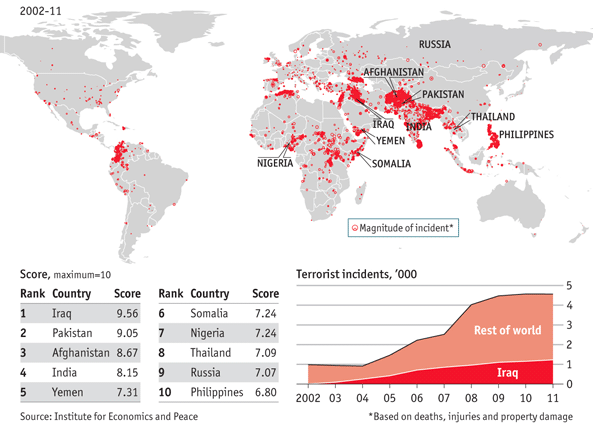 2002-11
RUSSIA
AFGHANISTAN
PAKISTAN
THAILAND
IRAQ
INDIA
PHILIPPINES
YEMEN
NIGERIA
SOMALIA
Magnitude of incident*
Score, maximum=10
Rank Country Score
1 Iraq 9.56
2 Pakistan 9.05
3 Afghanistan 8.67
4 India 8.15
5 Yemen 7.31
Rank Country Score
6 Somalia 7.24
7 Nigeria 7.24
8 Thailand 7.09
9 Russia 7.07
10 Philippines 6.80
Terrorist incidents, '000
5
4
3
2
1
0
Rest of world
Iraq
2002 03 04 05 06 07 08 09 10 11
Source: Institute for Economics and Peace
*Based on deaths, injuries and property damage